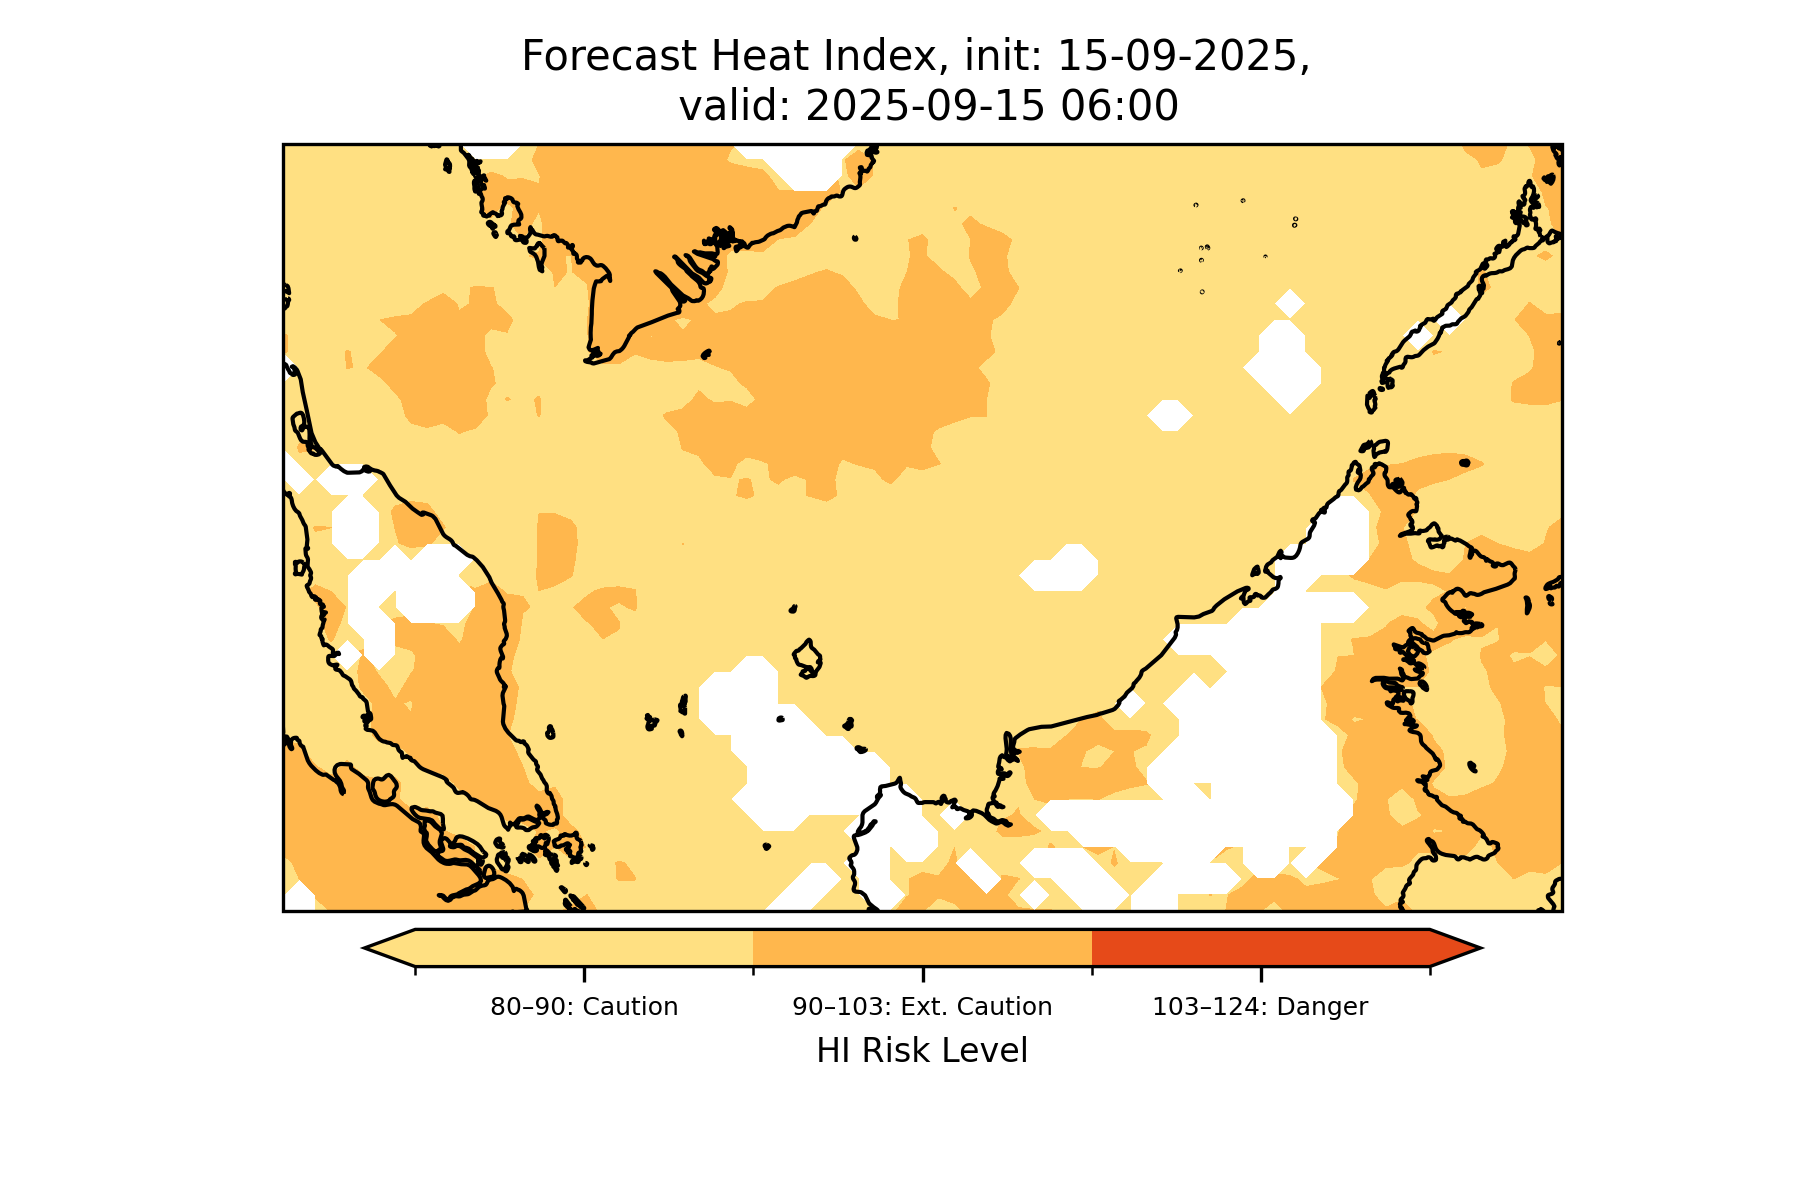 Forecast Heat Index, init: 15-09-2025,
valid: 2025-09-15 06:00
80–90: Caution
90–103: Ext. Caution
103–124: Danger
HI Risk Level